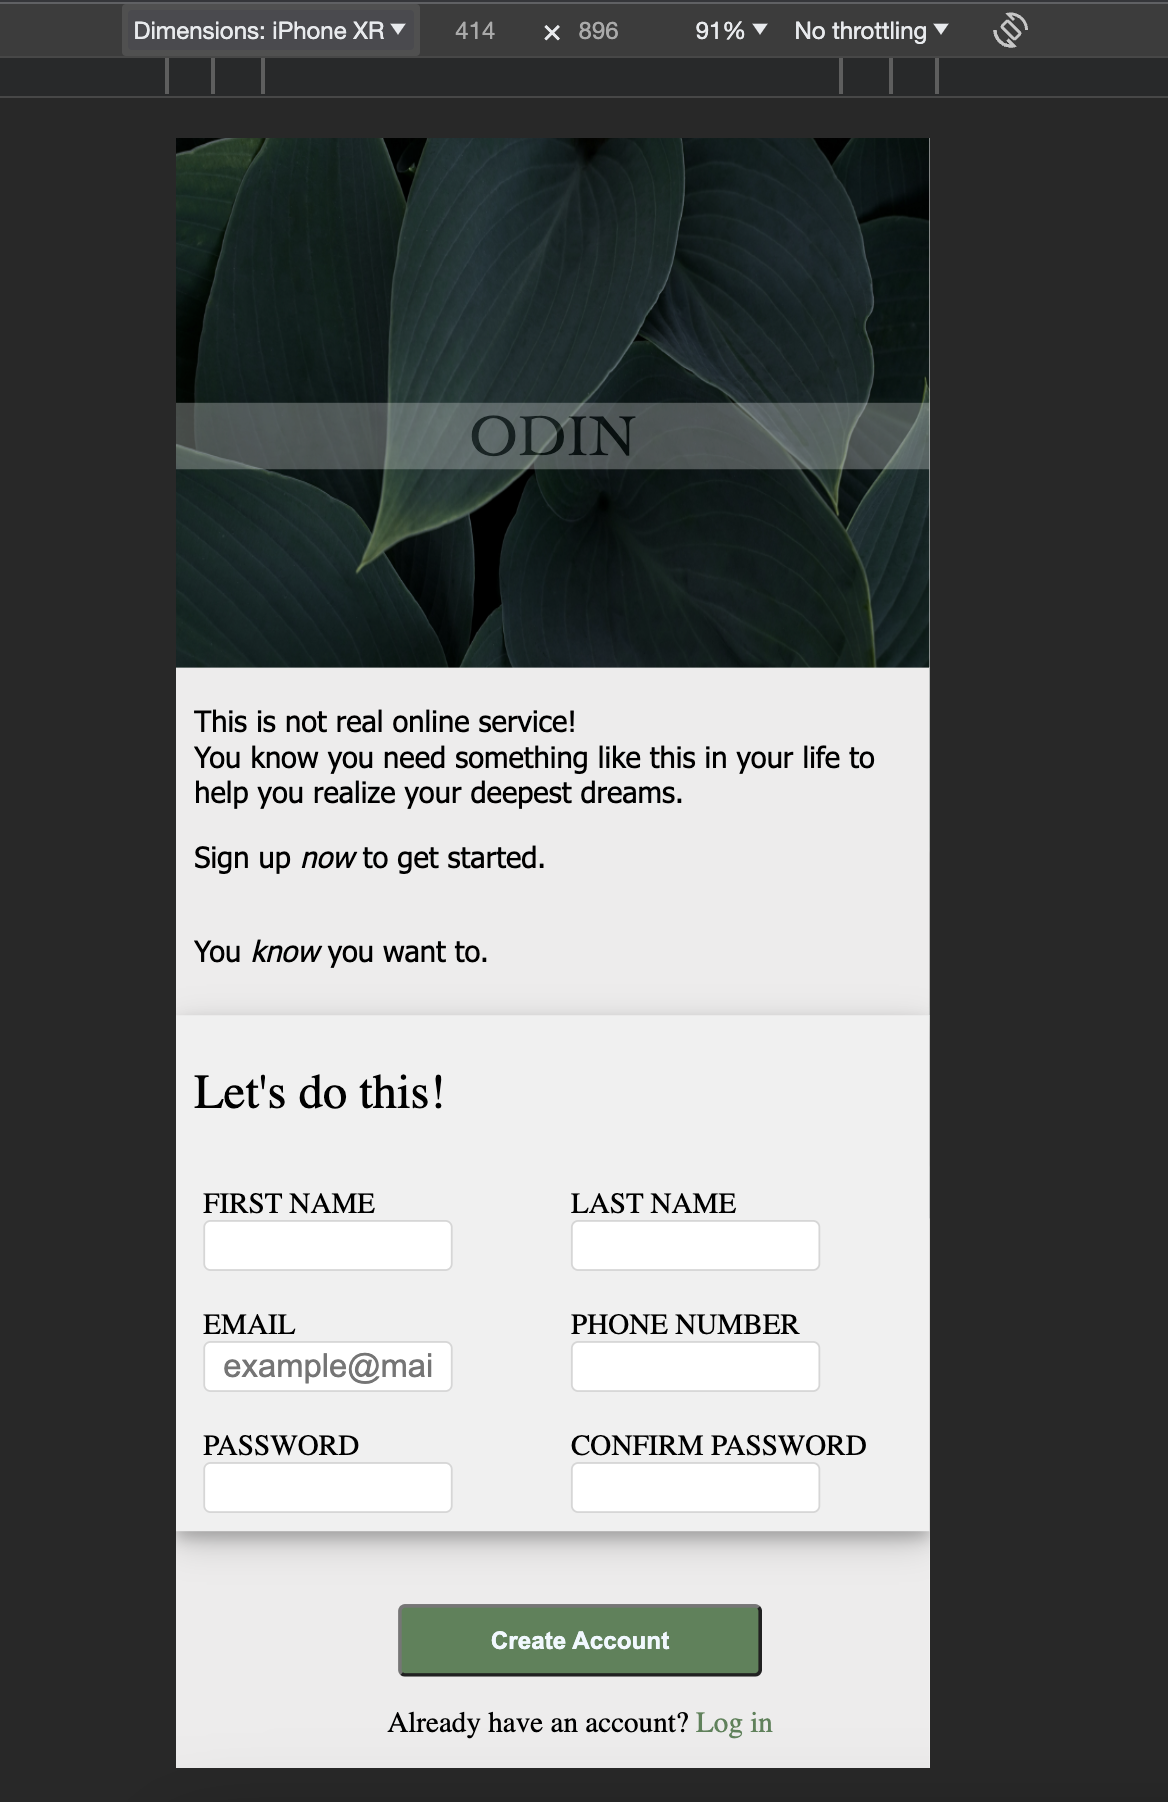 Dimensions: iPhone XR ▼ 414 × 896 91% ▼ No throttling ▼
ODIN
This is not real online service!
You know you need something like this in your life to
help you realize your deepest dreams.
Sign up now to get started.
You know you want to.
Let's do this!
FIRST NAME LAST NAME
EMAIL PHONE NUMBER
example@mai
PASSWORD CONFIRM PASSWORD
Create Account
Already have an account? Log in